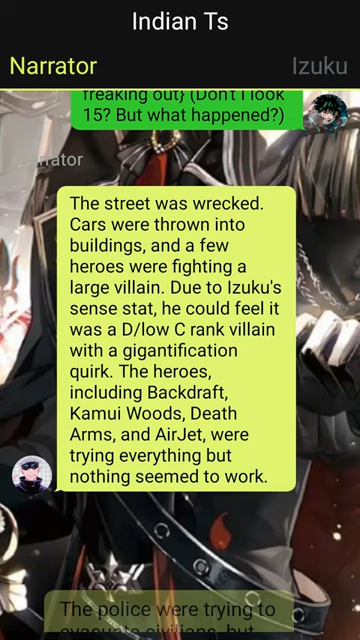 Indian Ts
Narrator
Izuku
freaking out} (Don't I look
15? But what happened?)
The street was wrecked.
Cars were thrown into
buildings, and a few
heroes were fighting a
large villain. Due to Izuku's
sense stat, he could feel it
was a D/low C rank villain
with a gigantification
quirk. The heroes,
including Backdraft,
Kamui Woods, Death
Arms, and AirJet, were
trying everything but
nothing seemed to work.
The police were trying to
evacuate civilians, but